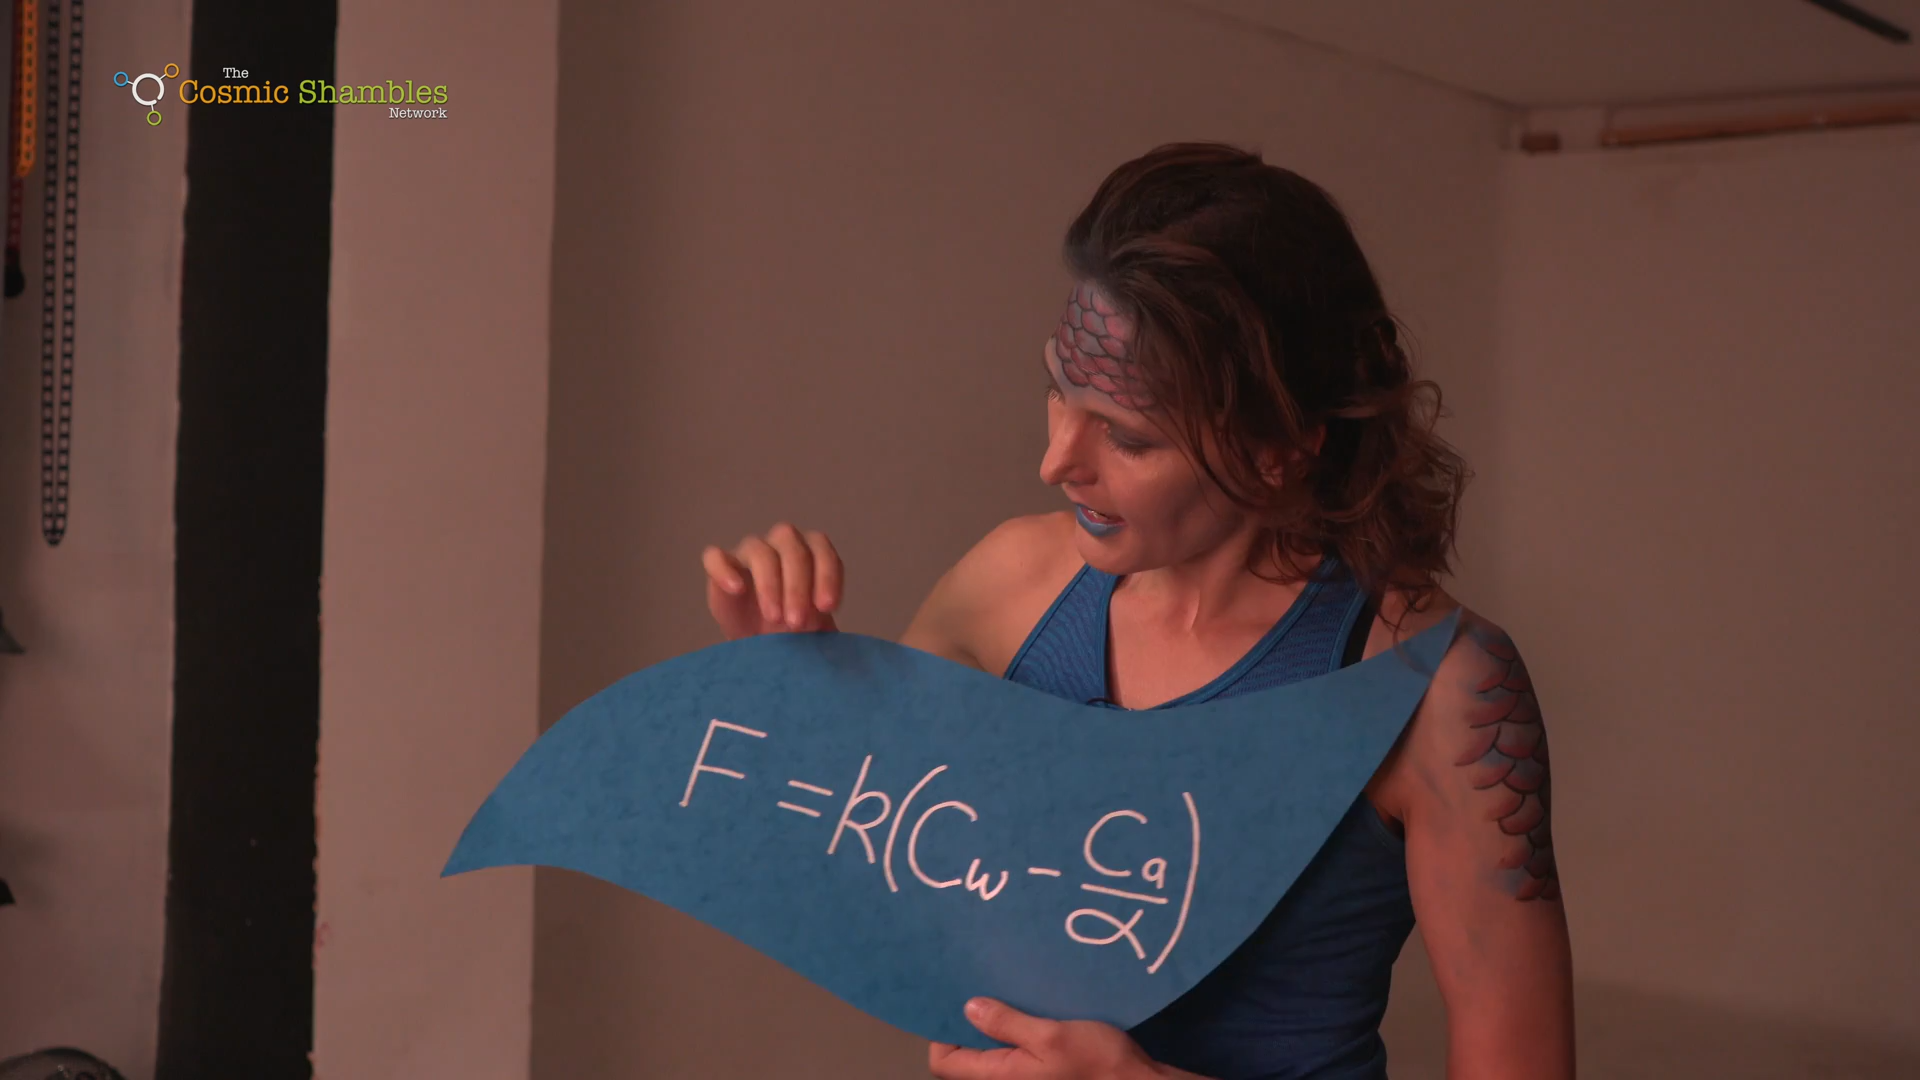 The
Cosmic Shambles
Network
F = k(Cw - Ca/α)